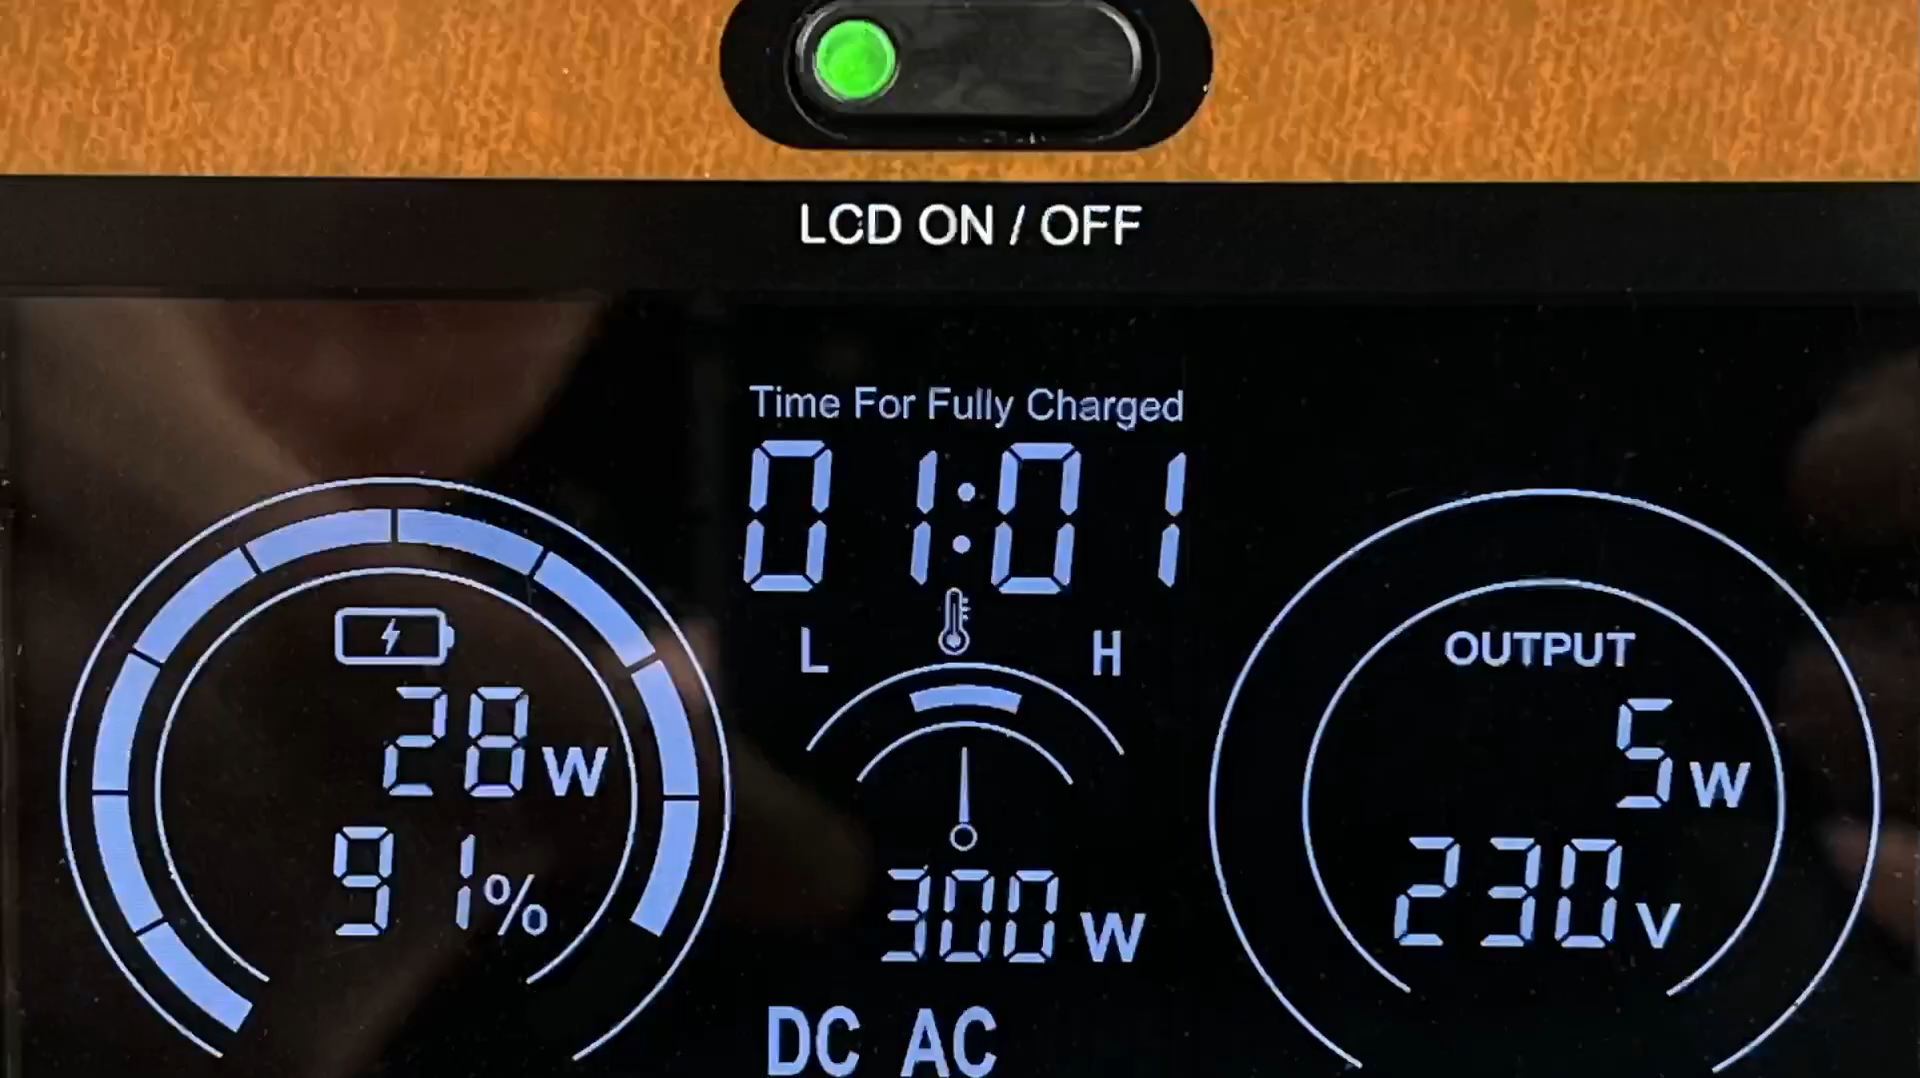 LCD ON / OFF
Time For Fully Charged
01:01
L H
28W
91%
300W
OUTPUT
5W
230V
DC AC